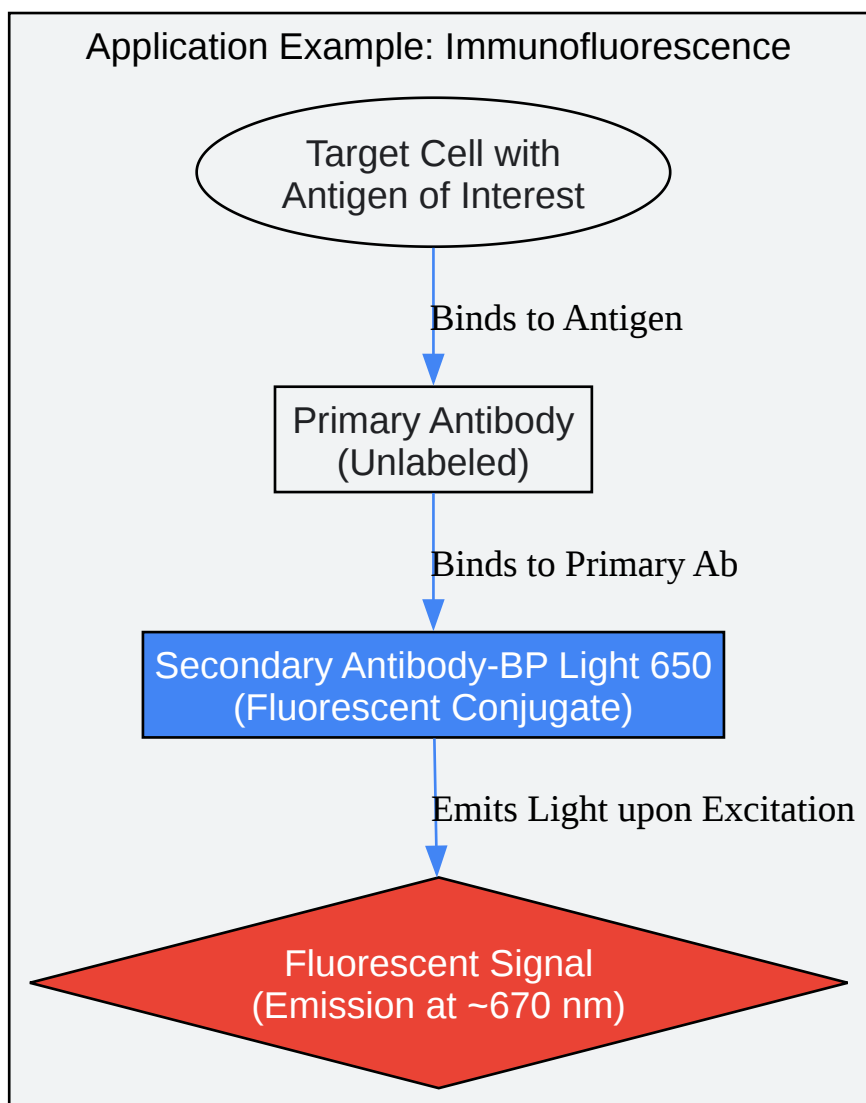 Application Example: Immunofluorescence
Target Cell with
Antigen of Interest
Binds to Antigen
Primary Antibody
(Unlabeled)
Binds to Primary Ab
Secondary Antibody-BP Light 650
(Fluorescent Conjugate)
Emits Light upon Excitation
Fluorescent Signal
(Emission at ~670 nm)